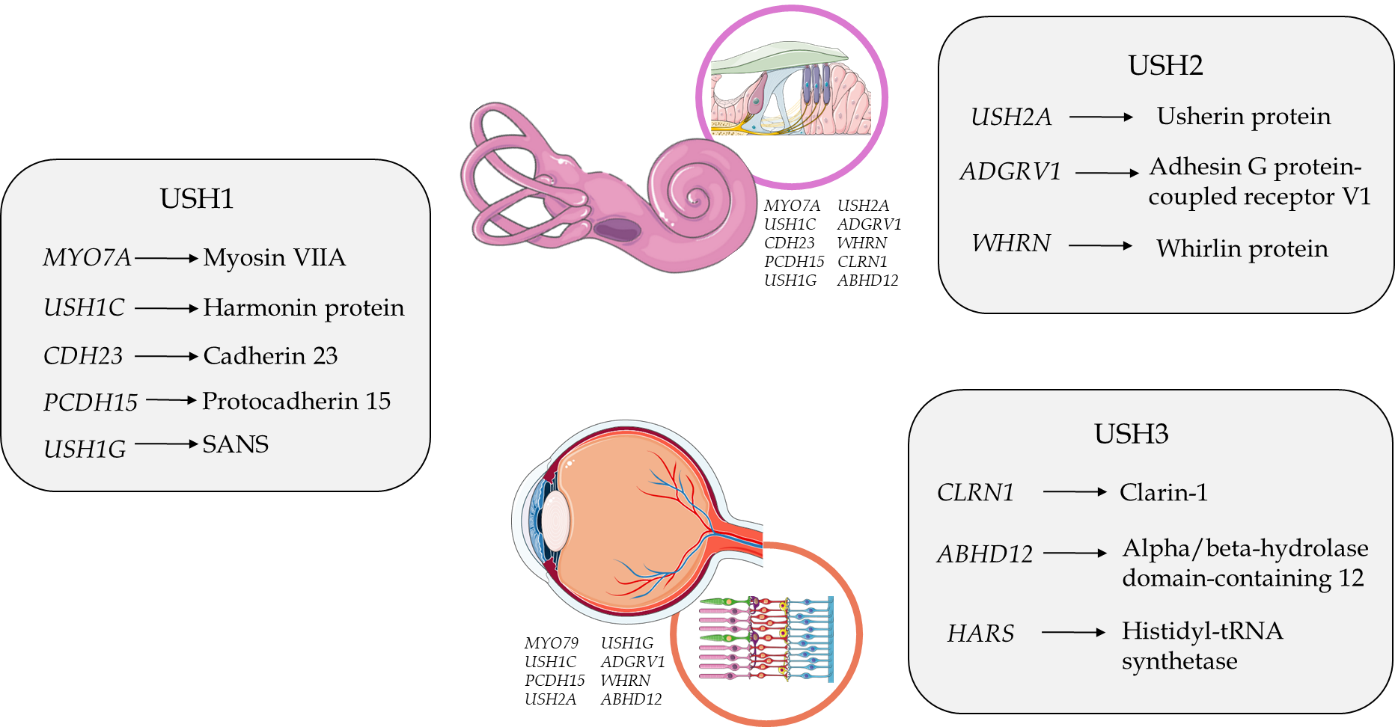 USH1
MYO7A Myosin VIIA
USH1C Harmonin protein
CDH23 Cadherin 23
PCDH15 Protocadherin 15
USH1G SANS
MYO7A USH2A
USH1C ADGRV1
CDH23 WHRN
PCDH15 CLRN1
USH1G ABHD12
USH2
USH2A Usherin protein
ADGRV1 Adhesin G protein-
coupled receptor V1
WHRN Whirlin protein
MYO79 USH1G
USH1C ADGRV1
PCDH15 WHRN
USH2A ABHD12
USH3
CLRN1 Clarin-1
ABHD12 Alpha/beta-hydrolase
domain-containing 12
HARS Histidyl-tRNA
synthetase